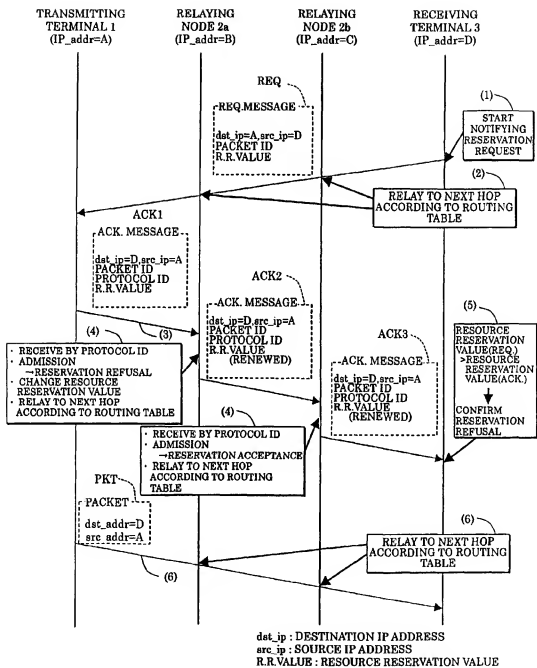 TRANSMITTING
TERMINAL 1
(IP_addr=A)
RELAYING
NODE 2a
(IP_addr=B)
RELAYING
NODE 2b
(IP_addr=C)
RECEIVING
TERMINAL 3
(IP_addr=D)
REQ
REQ.MESSAGE
dst_ip=A,src_ip=D
PACKET ID
R.R.VALUE
(1)
START
NOTIFYING
RESERVATION
REQUEST
(2)
RELAY TO NEXT HOP
ACCORDING TO ROUTING
TABLE
ACK1
ACK. MESSAGE
dst_ip=D,src_ip=A
PACKET ID
PROTOCOL ID
R.R.VALUE
(3)
ACK2
ACK. MESSAGE
dst_ip=D,src_ip=A
PACKET ID
PROTOCOL ID
R.R.VALUE
(RENEWED)
(4)
· RECEIVE BY PROTOCOL ID
· ADMISSION
→RESERVATION REFUSAL
· CHANGE RESOURCE
RESERVATION VALUE
· RELAY TO NEXT HOP
ACCORDING TO ROUTING TABLE
ACK3
ACK. MESSAGE
dst_ip=D,src_ip=A
PACKET ID
PROTOCOL ID
R.R.VALUE
(RENEWED)
(5)
RESOURCE
RESERVATION
VALUE(REQ.)
>RESOURCE
RESERVATION
VALUE(ACK.)
CONFIRM
RESERVATION
REFUSAL
(4)
· RECEIVE BY PROTOCOL ID
· ADMISSION
→RESERVATION ACCEPTANCE
· RELAY TO NEXT HOP
ACCORDING TO ROUTING
TABLE
PKT
PACKET
dst_addr=D
src_addr=A
(6)
(6)
RELAY TO NEXT HOP
ACCORDING TO ROUTING
TABLE
dst_ip : DESTINATION IP ADDRESS
src_ip : SOURCE IP ADDRESS
R.R.VALUE : RESOURCE RESERVATION VALUE